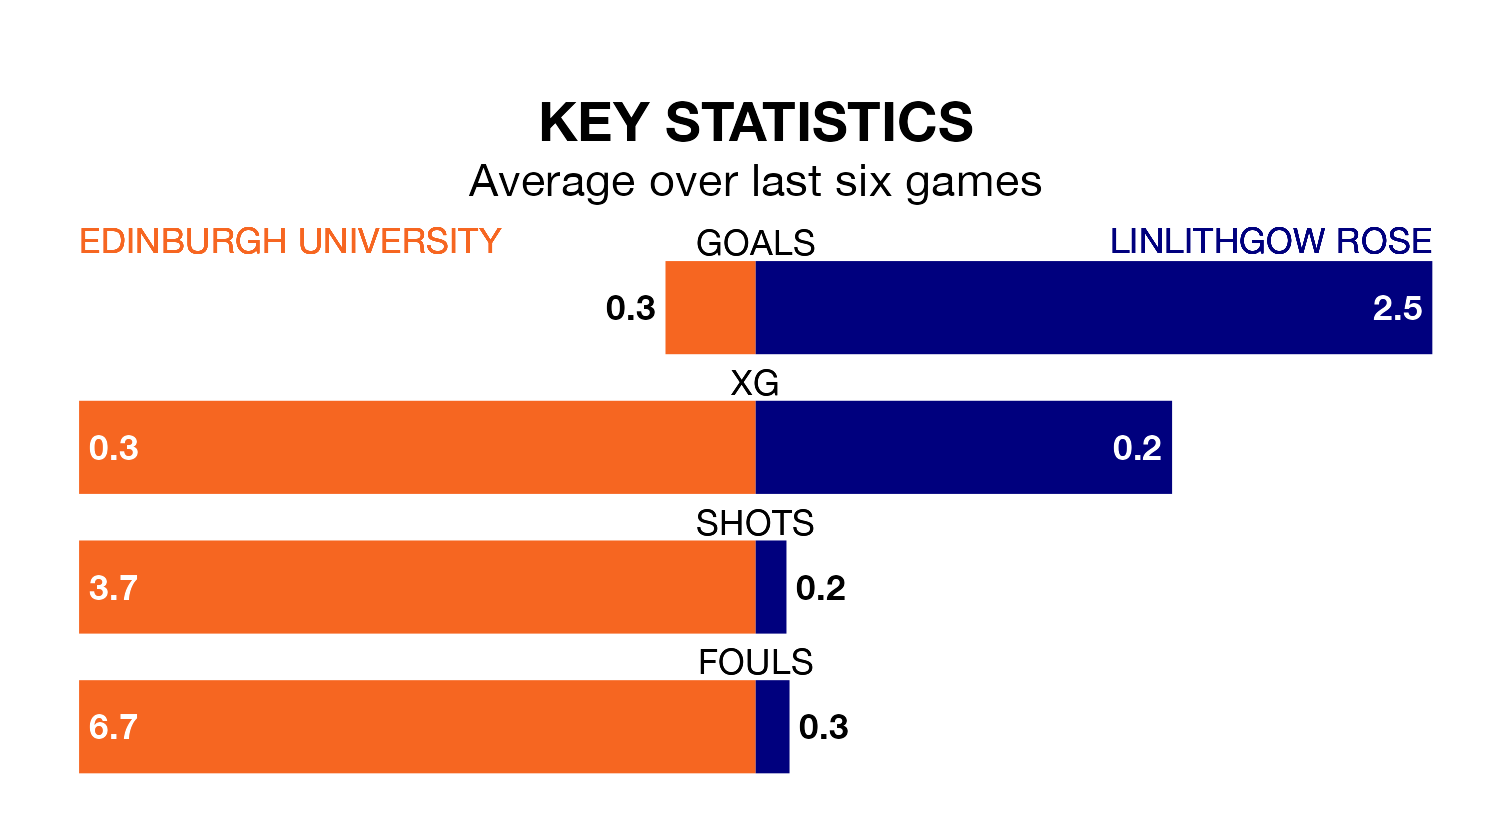 KEY STATISTICS
Average over last six games
EDINBURGH UNIVERSITY GOALS LINLITHGOW ROSE
0.3 2.5
XG
0.3 0.2
SHOTS
3.7 0.2
FOULS
6.7 0.3